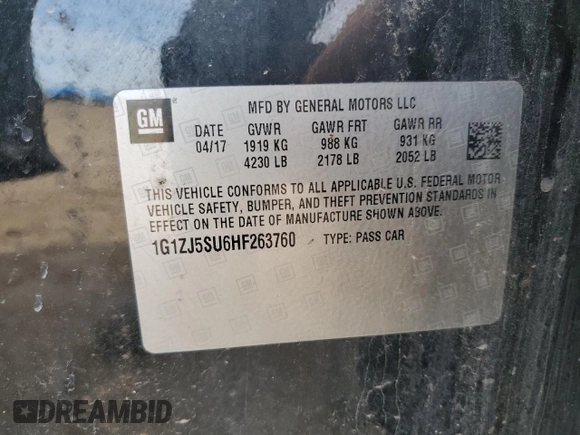 GM
MFD BY GENERAL MOTORS LLC
DATE GVWR GAWR FRT GAWR RR
04/17 1919 KG 988 KG 931 KG
4230 LB 2178 LB 2052 LB
THIS VEHICLE CONFORMS TO ALL APPLICABLE U.S. FEDERAL MOTOR
VEHICLE SAFETY, BUMPER, AND THEFT PREVENTION STANDARDS IN
EFFECT ON THE DATE OF MANUFACTURE SHOWN ABOVE.
1G1ZJ5SU6HF263760 TYPE: PASS CAR
DREAMBID